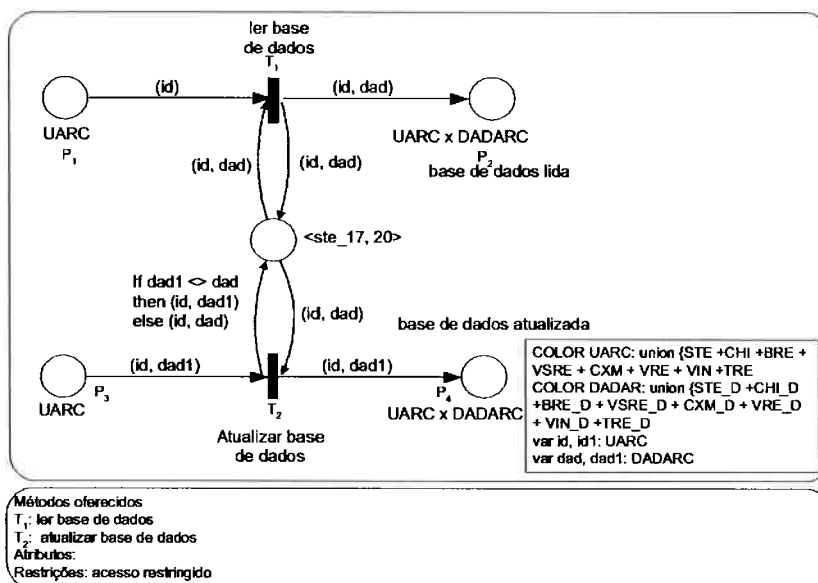 ler base
de dados
T1
(id)
(id, dad)
UARC
P1
UARC x DADARC
P2
base de dados lida
(id, dad)
(id, dad)
<ste_17, 20>
If dad1 <> dad
then (id, dad1)
else (id, dad)
(id, dad)
base de dados atualizada
(id, dad1)
(id, dad1)
P3
UARC
T2
P4
UARC x DADARC
Atualizar base
de dados
COLOR UARC: union {STE +CHI +BRE +
VSRE + CXM + VRE + VIN +TRE
COLOR DADAR: union {STE_D +CHI_D
+BRE_D + VSRE_D + CXM_D + VRE_D
+ VIN_D +TRE_D
var id, id1: UARC
var dad, dad1: DADARC
Métodos oferecidos
T1: ler base de dados
T2: atualizar base de dados
Atributos:
Restrições: acesso restringido